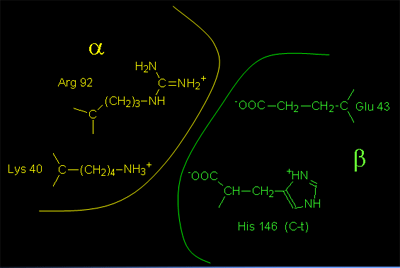 α
Arg 92
H₂N
C=NH₂⁺
(CH₂)₃–NH
Lys 40
C–(CH₂)₄–NH₃⁺
⁻OOC–CH₂–CH₂–C
Glu 43
β
⁻OOC
⁺HN
CH–CH₂
NH
His 146 (C-t)